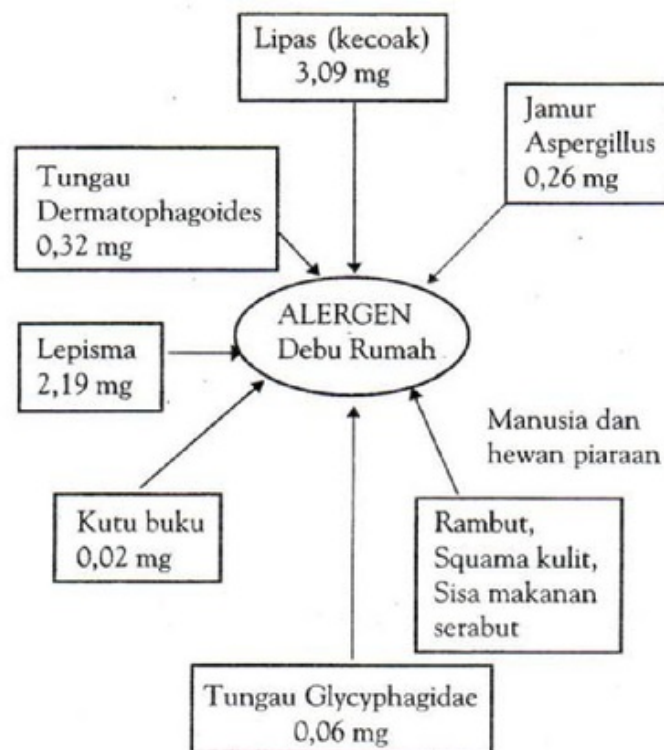 Lipas (kecoak)
3,09 mg
Jamur
Aspergillus
0,26 mg
Tungau
Dermatophagoides
0,32 mg
ALERGEN
Debu Rumah
Lepisma
2,19 mg
Manusia dan
hewan piaraan
Kutu buku
0,02 mg
Rambut,
Squama kulit,
Sisa makanan
serabut
Tungau Glycyphagidae
0,06 mg